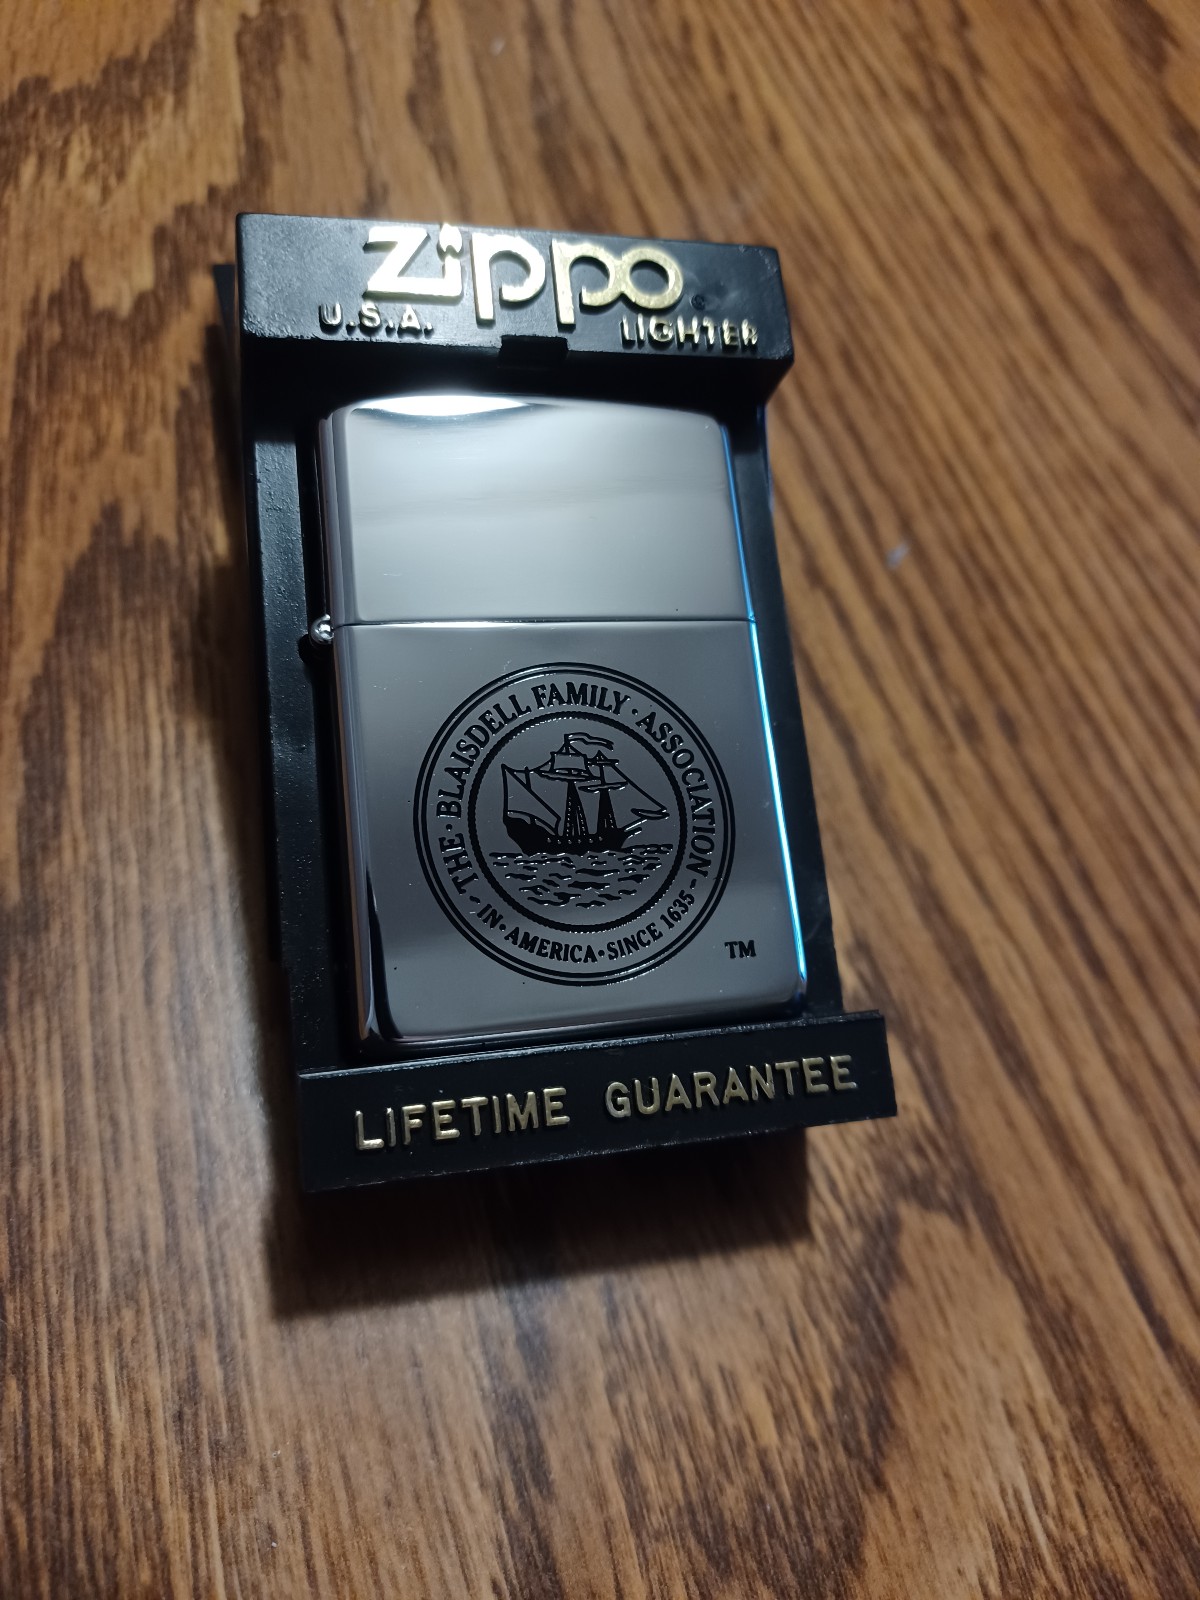 Zippo
U.S.A. LIGHTER
THE · BLAISDELL FAMILY · ASSOCIATION
- IN · AMERICA · SINCE 1635 -
TM
LIFETIME GUARANTEE